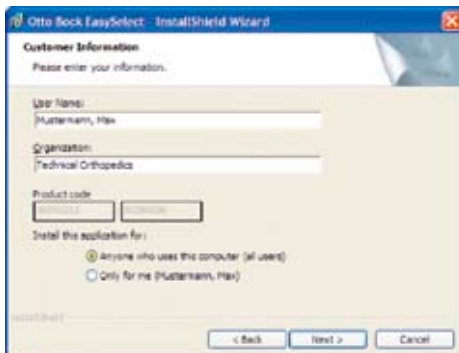 Otto Bock EasySelect - InstallShield Wizard
Customer Information
Please enter your information.
User Name:
Mustermann, Max
Organization:
Technical Orthopedics
Product code
Install this application for:
Anyone who uses this computer (all users)
Only for me (Mustermann, Max)
InstallShield
< Back
Next >
Cancel